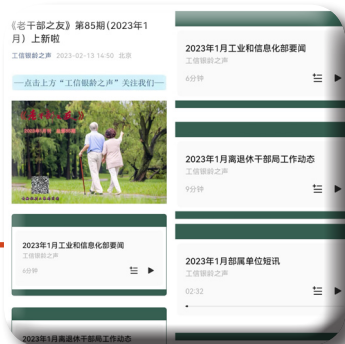 《老干部之友》第85期(2023年1
月）上新啦
工信银龄之声 2023-02-13 14:50 北京
—点击上方“工信银龄之声”关注我们—
2023年1月工业和信息化部要闻
工信银龄之声
6分钟
2023年1月离退休干部局工作动态
2023年1月工业和信息化部要闻
工信银龄之声
6分钟
2023年1月离退休干部局工作动态
工信银龄之声
9分钟
2023年1月部属单位短讯
工信银龄之声
02:32